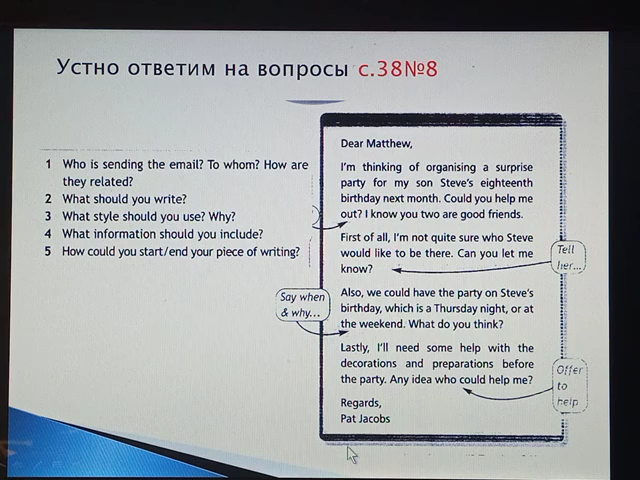 Устно ответим на вопросы с.38№8
1 Who is sending the email? To whom? How are
they related?
2 What should you write?
3 What style should you use? Why?
4 What information should you include?
5 How could you start/end your piece of writing?
Dear Matthew,
I'm thinking of organising a surprise
party for my son Steve's eighteenth
birthday next month. Could you help me
out? I know you two are good friends.
First of all, I'm not quite sure who Steve
would like to be there. Can you let me
know?
Tell
her...
Say when
& why...
Also, we could have the party on Steve's
birthday, which is a Thursday night, or at
the weekend. What do you think?
Lastly, I'll need some help with the
decorations and preparations before
the party. Any idea who could help me?
Offer
to
help
Regards,
Pat Jacobs